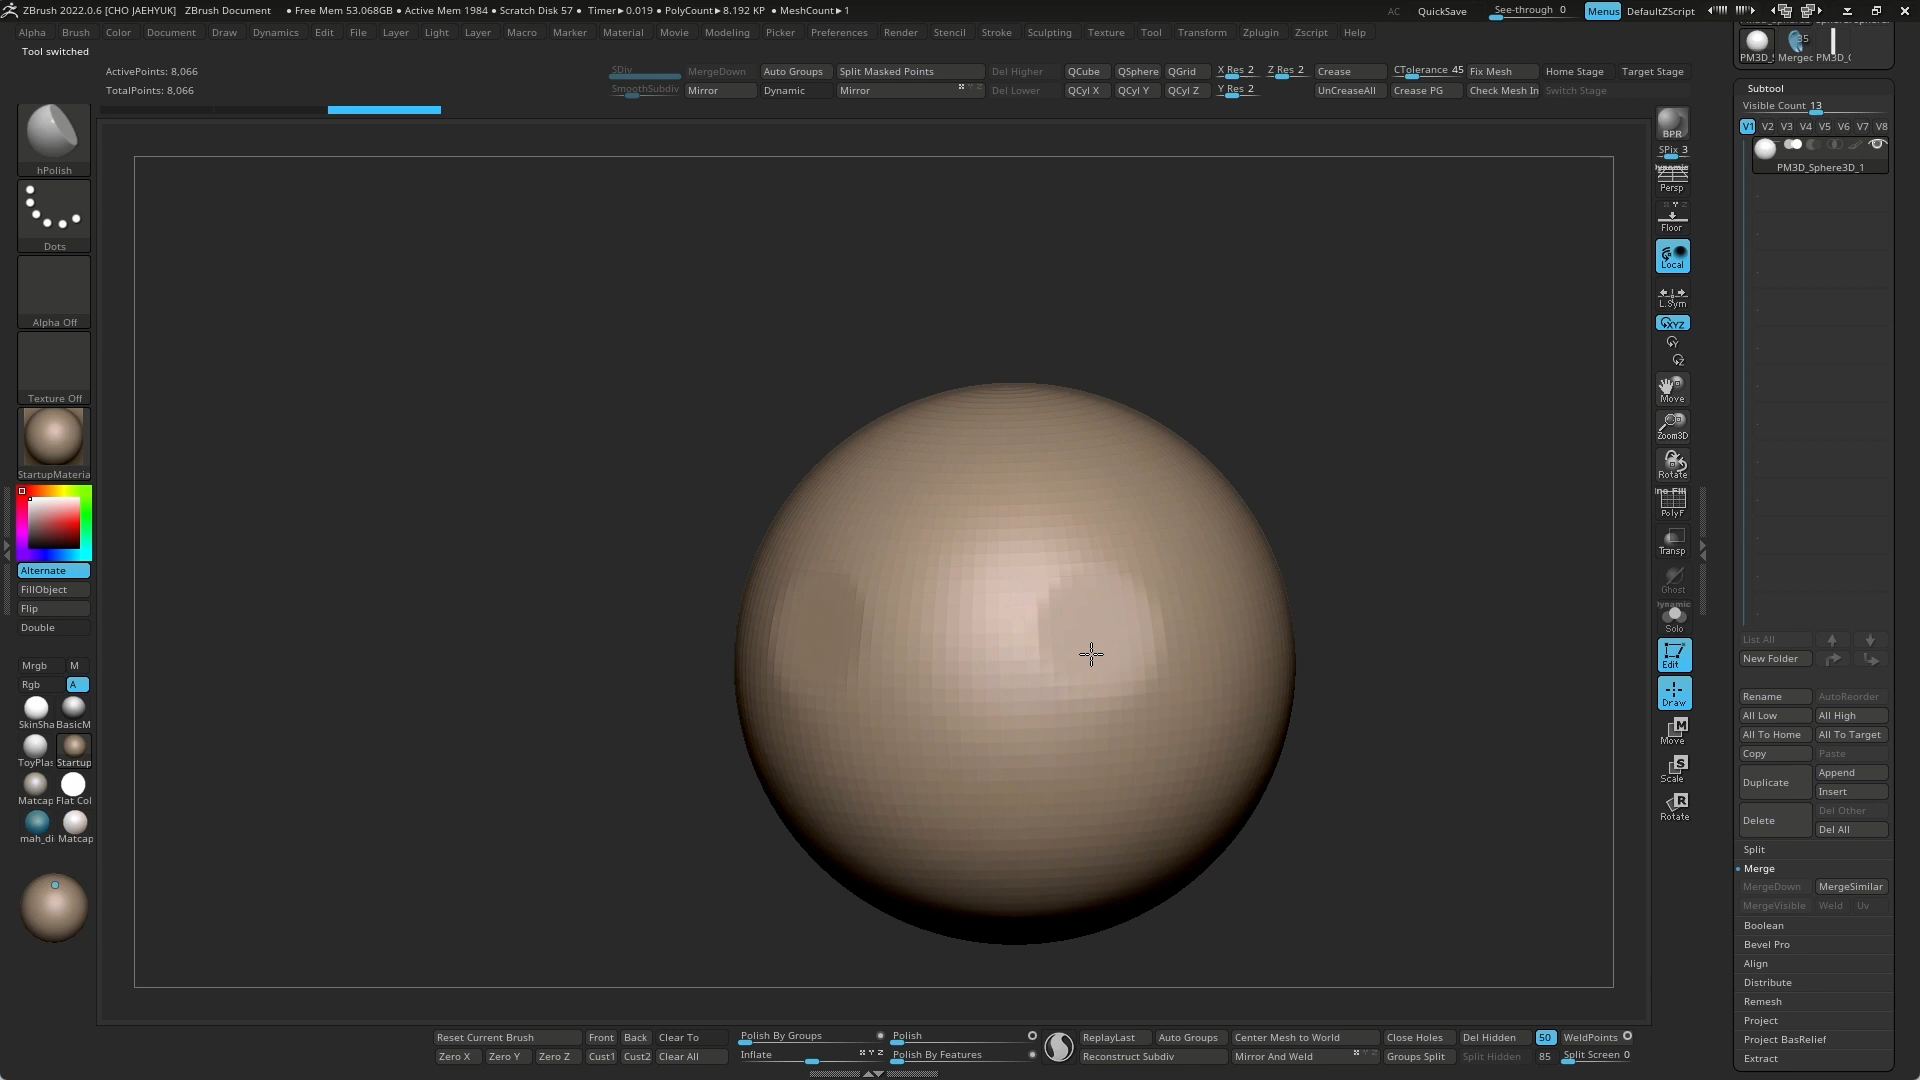 ZBrush 2022.0.6 [CHO JAEHYUK] ZBrush Document • Free Mem 53.068GB • Active Mem 1984 • Scratch Disk 57 • Timer▶0.019 • PolyCount▶8.192 KP • MeshCount▶1
AC QuickSave See-through 0 Menus DefaultZScript
Alpha Brush Color Document Draw Dynamics Edit File Layer Light Layer Macro Marker Material Movie Modeling Picker Preferences Render Stencil Stroke Sculpting Texture Tool Transform Zplugin Zscript Help
Tool switched
ActivePoints: 8,066
TotalPoints: 8,066
SDiv MergeDown Auto Groups Split Masked Points Del Higher QCube QSphere QGrid X Res 2 Z Res 2 Crease CTolerance 45 Fix Mesh Home Stage Target Stage
SmoothSubdiv Mirror Dynamic Mirror Del Lower QCyl X QCyl Y QCyl Z Y Res 2 UnCreaseAll Crease PG Check Mesh In Switch Stage
hPolish
Dots
Alpha Off
Texture Off
StartupMateria
Alternate
FillObject
Flip
Double
Mrgb M
Rgb A
SkinSha BasicM
ToyPlas Startup
Matcap Flat Col
mah_di Matcap
BPR
SPix 3
Dynamic
Persp
Floor
Local
L.Sym
XYZ
Y
Z
Move
Zoom3D
Rotate
PolyF
Transp
Ghost
Dynamic
Solo
Edit
Draw
Move
Scale
Rotate
35
PM3D_S Mergec PM3D_C
Subtool
Visible Count 13
V1 V2 V3 V4 V5 V6 V7 V8
PM3D_Sphere3D_1
List All
New Folder
Rename AutoReorder
All Low All High
All To Home All To Target
Copy Paste
Duplicate Append
Insert
Delete Del Other
Del All
Split
Merge
MergeDown MergeSimilar
MergeVisible Weld Uv
Boolean
Bevel Pro
Align
Distribute
Remesh
Project
Project BasRelief
Extract
Reset Current Brush Front Back Clear To Polish By Groups Polish ReplayLast Auto Groups Center Mesh to World Close Holes Del Hidden 50 WeldPoints
Zero X Zero Y Zero Z Cust1 Cust2 Clear All Inflate X Y Z Polish By Features Reconstruct Subdiv Mirror And Weld Groups Split Split Hidden 85 Split Screen 0